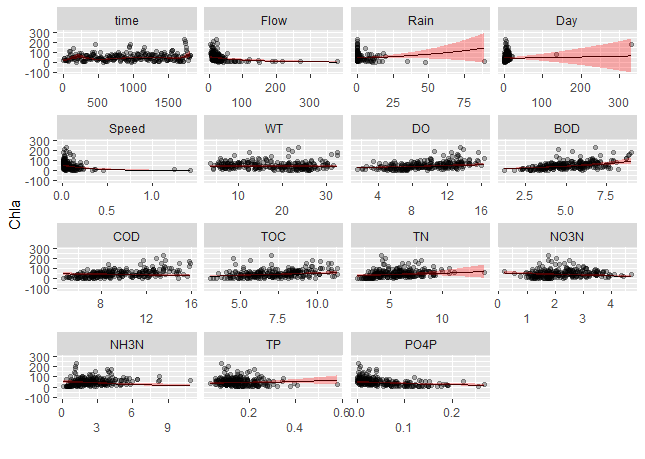 time Flow Rain Day
300
200
100
0
-100
0 1000 0 100 300 50 0 100 300
500 1500 200 25 75 200
Speed WT DO BOD
300
200
100
0
-100
0.0 1.0 10 30 4 12 2.5 7.5
0.5 20 8 16 5.0
Chla
COD TOC TN NO3N
300
200
100
0
-100
8 16 5.0 10.0 5 0 2 4
12 7.5 10 1 3
NH3N TP PO4P
300
200
100
0
-100
0 6 0.2 0.6 0.0 0.2
3 9 0.4 0.1